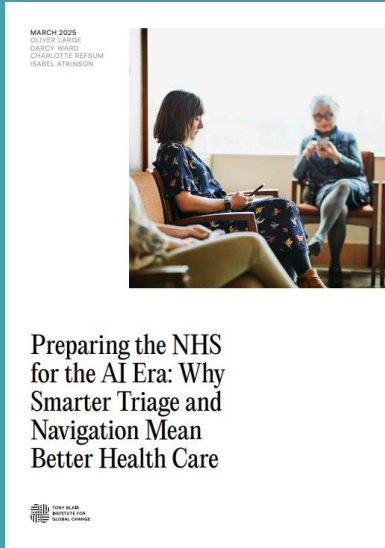 MARCH 2025
OLIVER LARGE
DARCY WARD
CHARLOTTE REFSUM
ISABEL ATKINSON
Preparing the NHS
for the AI Era: Why
Smarter Triage and
Navigation Mean
Better Health Care
TONY BLAIR
INSTITUTE FOR
GLOBAL CHANGE